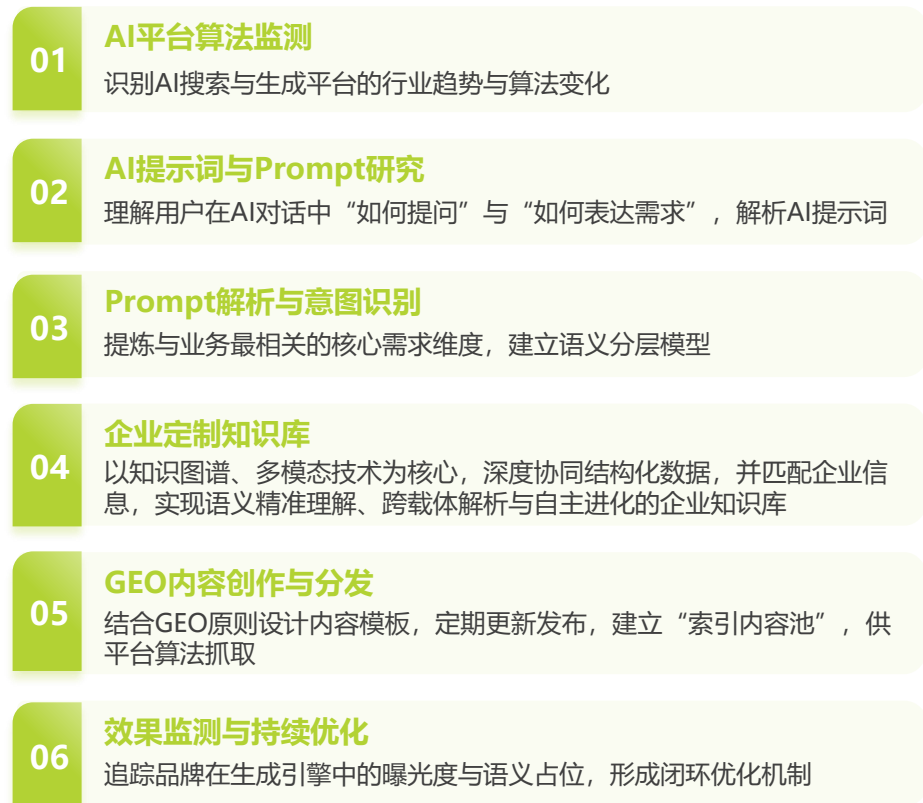 01
AI平台算法监测
识别AI搜索与生成平台的行业趋势与算法变化
02
AI提示词与Prompt研究
理解用户在AI对话中“如何提问”与“如何表达需求”，解析AI提示词
03
Prompt解析与意图识别
提炼与业务最相关的核心需求维度，建立语义分层模型
04
企业定制知识库
以知识图谱、多模态技术为核心，深度协同结构化数据，并匹配企业信
息，实现语义精准理解、跨载体解析与自主进化的企业知识库
05
GEO内容创作与分发
结合GEO原则设计内容模板，定期更新发布，建立“索引内容池”，供
平台算法抓取
06
效果监测与持续优化
追踪品牌在生成引擎中的曝光度与语义占位，形成闭环优化机制